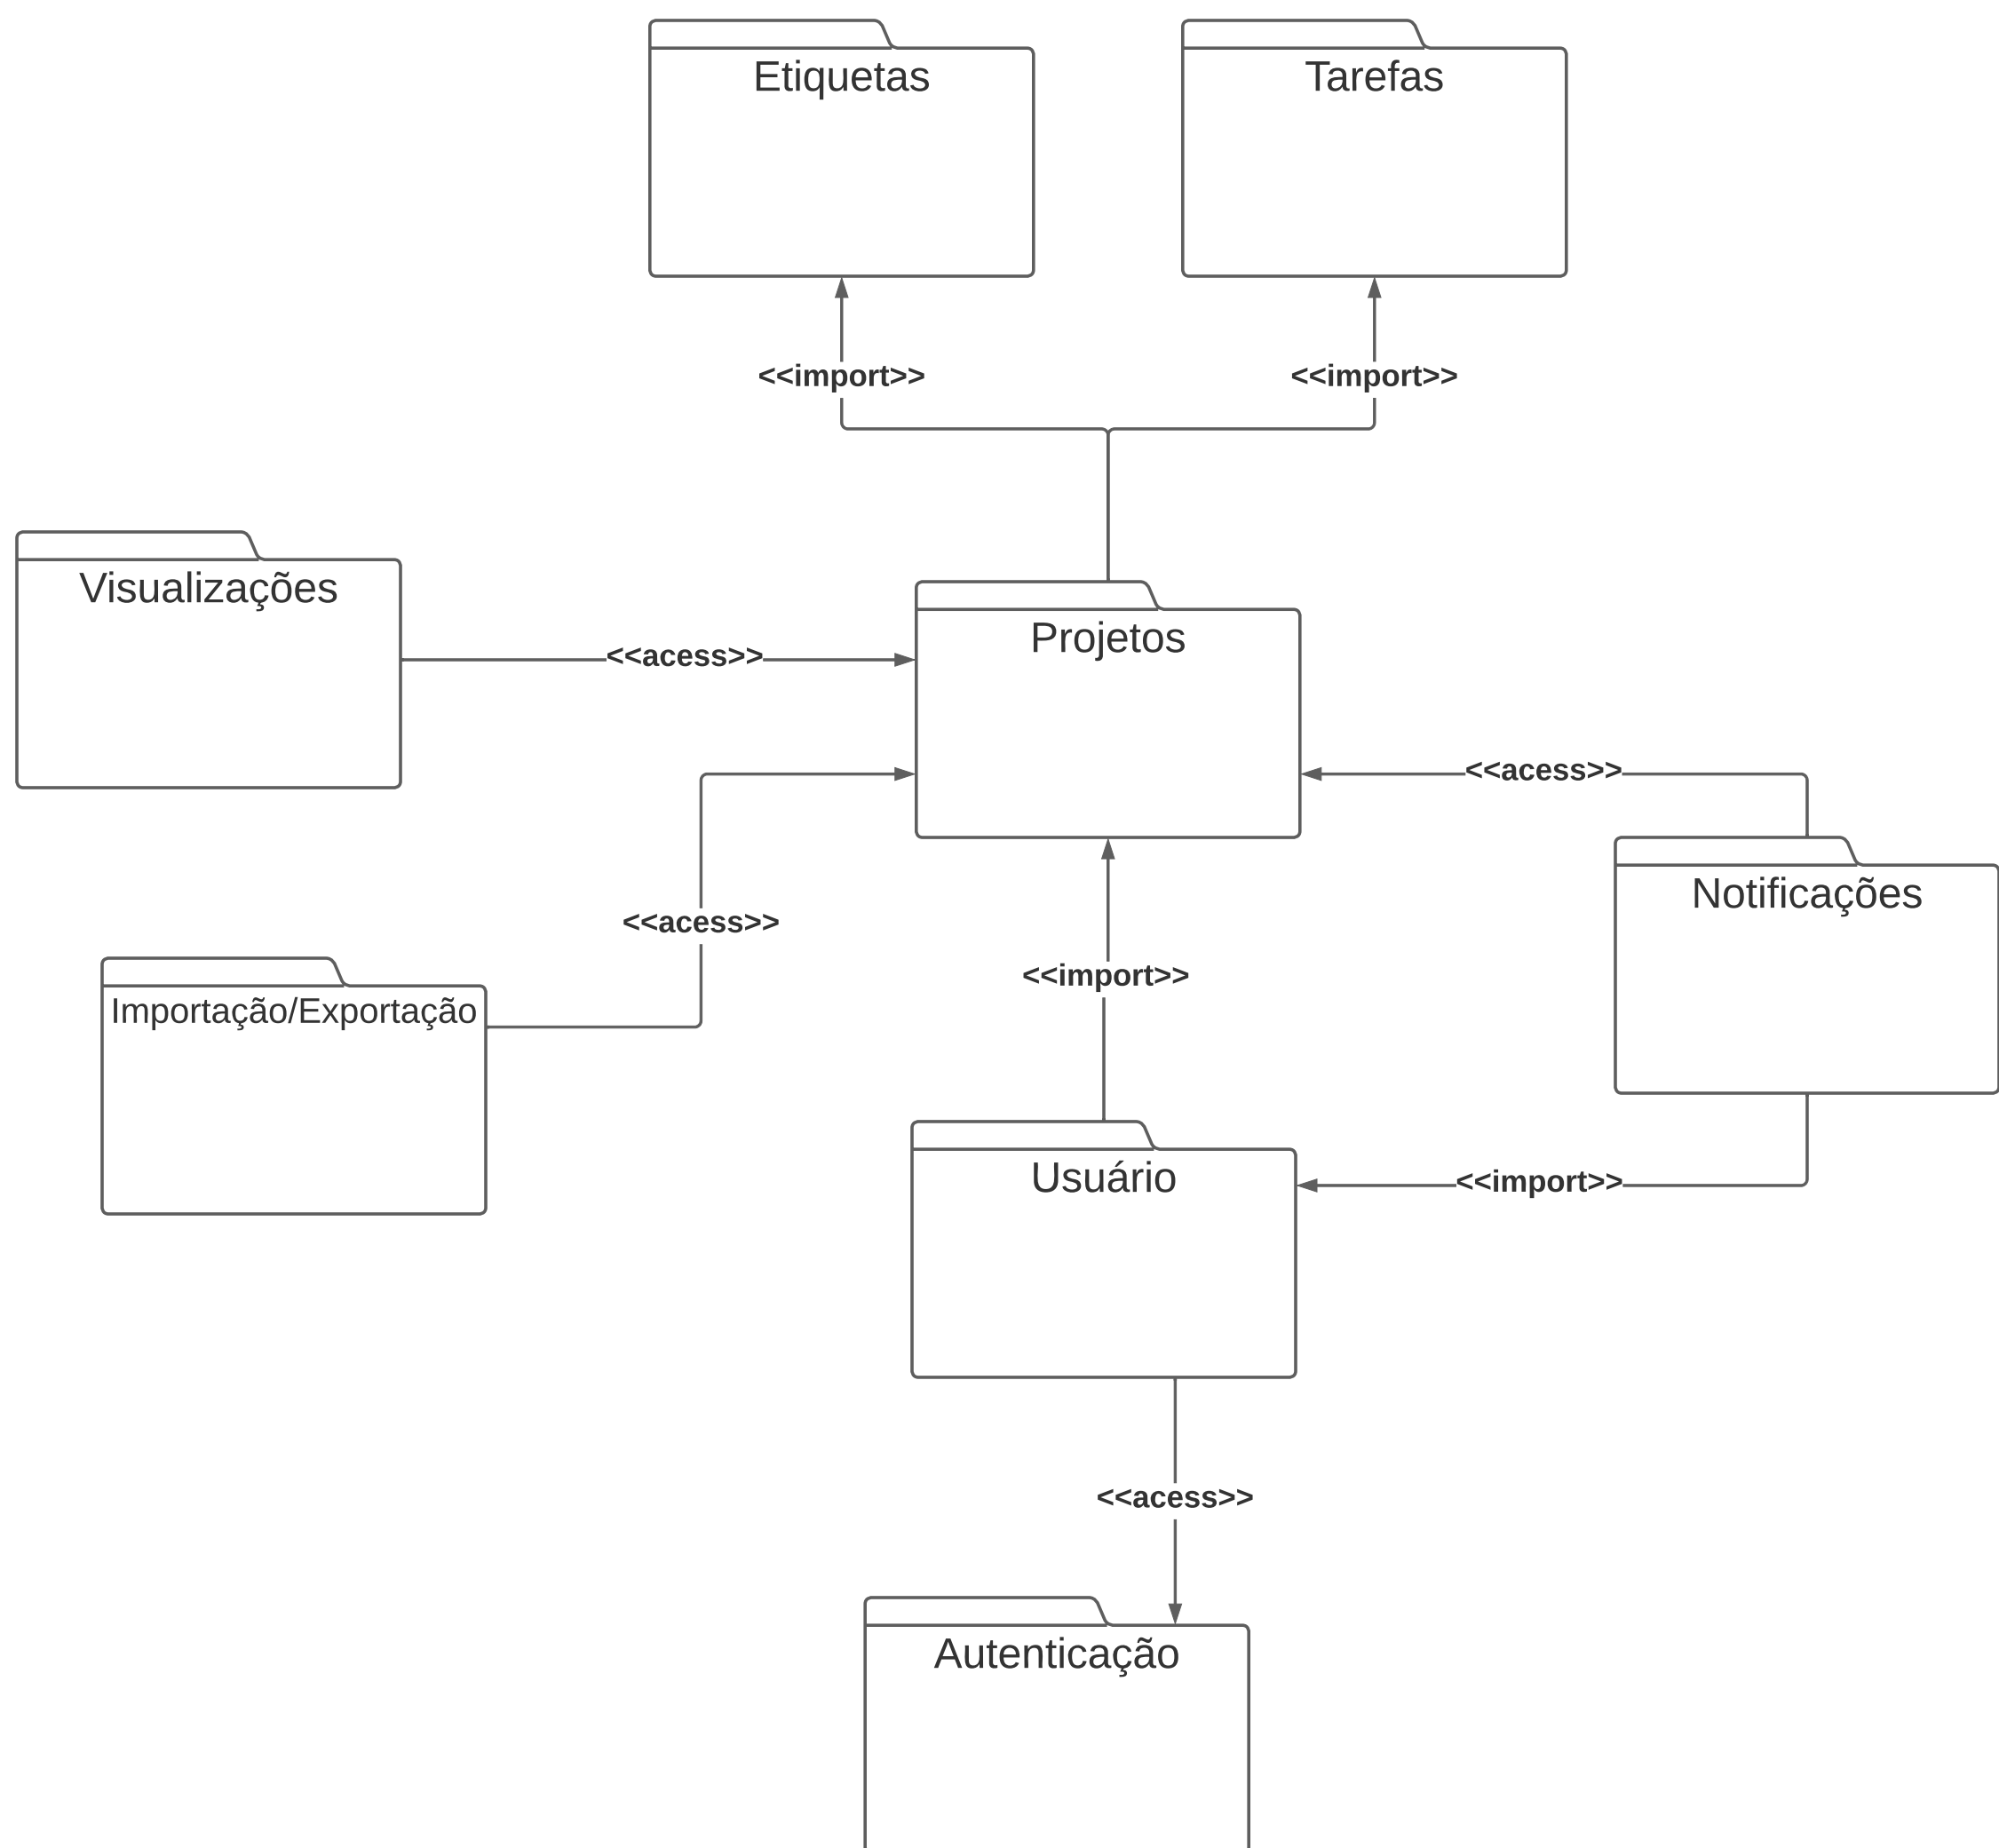 Etiquetas
Tarefas
<<import>>
<<import>>
Visualizações
Projetos
<<acess>>
<<acess>>
Notificações
<<acess>>
<<import>>
Importação/Exportação
Usuário
<<import>>
<<acess>>
Autenticação